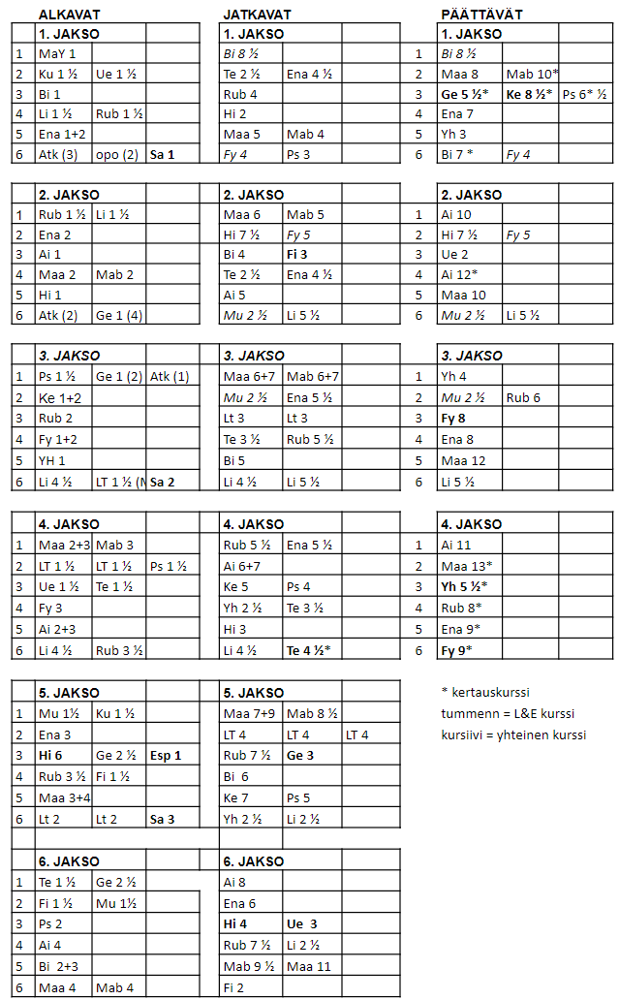 ALKAVAT JATKAVAT PÄÄTTÄVÄT
1. JAKSO 1. JAKSO 1. JAKSO
1 MaY 1 Bi 8 ½ 1 Bi 8 ½
2 Ku 1 ½ Ue 1 ½ Te 2 ½ Ena 4 ½ 2 Maa 8 Mab 10*
3 Bi 1 Rub 4 3 Ge 5 ½* Ke 8 ½* Ps 6* ½
4 Li 1 ½ Rub 1 ½ Hi 2 4 Ena 7
5 Ena 1+2 Maa 5 Mab 4 5 Yh 3
6 Atk (3) opo (2) Sa 1 Fy 4 Ps 3 6 Bi 7 * Fy 4
2. JAKSO 2. JAKSO 2. JAKSO
1 Rub 1 ½ Li 1 ½ Maa 6 Mab 5 1 Ai 10
2 Ena 2 Hi 7 ½ Fy 5 2 Hi 7 ½ Fy 5
3 Ai 1 Bi 4 Fi 3 3 Ue 2
4 Maa 2 Mab 2 Te 2 ½ Ena 4 ½ 4 Ai 12*
5 Hi 1 Ai 5 5 Maa 10
6 Atk (2) Ge 1 (4) Mu 2 ½ Li 5 ½ 6 Mu 2 ½ Li 5 ½
3. JAKSO 3. JAKSO 3. JAKSO
1 Ps 1 ½ Ge 1 (2) Atk (1) Maa 6+7 Mab 6+7 1 Yh 4
2 Ke 1+2 Mu 2 ½ Ena 5 ½ 2 Mu 2 ½ Rub 6
3 Rub 2 Lt 3 Lt 3 3 Fy 8
4 Fy 1+2 Te 3 ½ Rub 5 ½ 4 Ena 8
5 YH 1 Bi 5 5 Maa 12
6 Li 4 ½ LT 1 ½ (N Sa 2 Li 4 ½ Li 5 ½ 6 Li 5 ½
4. JAKSO 4. JAKSO 4. JAKSO
1 Maa 2+3 Mab 3 Rub 5 ½ Ena 5 ½ 1 Ai 11
2 LT 1 ½ LT 1 ½ Ps 1 ½ Ai 6+7 2 Maa 13*
3 Ue 1 ½ Te 1 ½ Ke 5 Ps 4 3 Yh 5 ½*
4 Fy 3 Yh 2 ½ Te 3 ½ 4 Rub 8*
5 Ai 2+3 Hi 3 5 Ena 9*
6 Li 4 ½ Rub 3 ½ Li 4 ½ Te 4 ½* 6 Fy 9*
5. JAKSO 5. JAKSO * kertauskurssi
1 Mu 1½ Ku 1 ½ Maa 7+9 Mab 8 ½ tummenn = L&E kurssi
2 Ena 3 LT 4 LT 4 LT 4 kursiivi = yhteinen kurssi
3 Hi 6 Ge 2 ½ Esp 1 Rub 7 ½ Ge 3
4 Rub 3 ½ Fi 1 ½ Bi 6
5 Maa 3+4 Ke 7 Ps 5
6 Lt 2 Lt 2 Sa 3 Yh 2 ½ Li 2 ½
6. JAKSO 6. JAKSO
1 Te 1 ½ Ge 2 ½ Ai 8
2 Fi 1 ½ Mu 1½ Ena 6
3 Ps 2 Hi 4 Ue 3
4 Ai 4 Rub 7 ½ Li 2 ½
5 Bi 2+3 Mab 9 ½ Maa 11
6 Maa 4 Mab 4 Fi 2